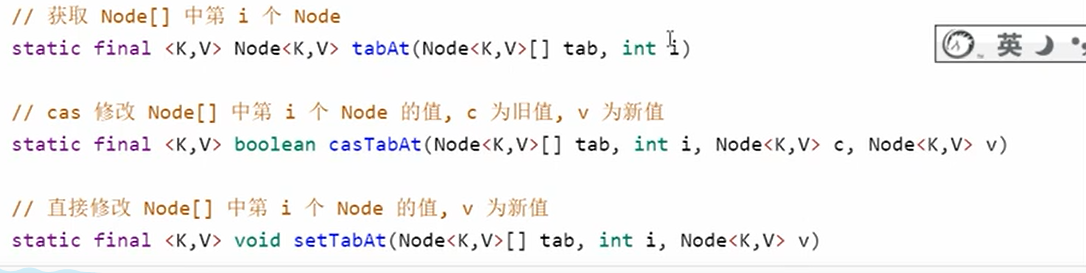 // 获取 Node[] 中第 i 个 Node
static final <K,V> Node<K,V> tabAt(Node<K,V>[] tab, int i)
英
// cas 修改 Node[] 中第 i 个 Node 的值, c 为旧值, v 为新值
static final <K,V> boolean casTabAt(Node<K,V>[] tab, int i, Node<K,V> c, Node<K,V> v)
// 直接修改 Node[] 中第 i 个 Node 的值, v 为新值
static final <K,V> void setTabAt(Node<K,V>[] tab, int i, Node<K,V> v)